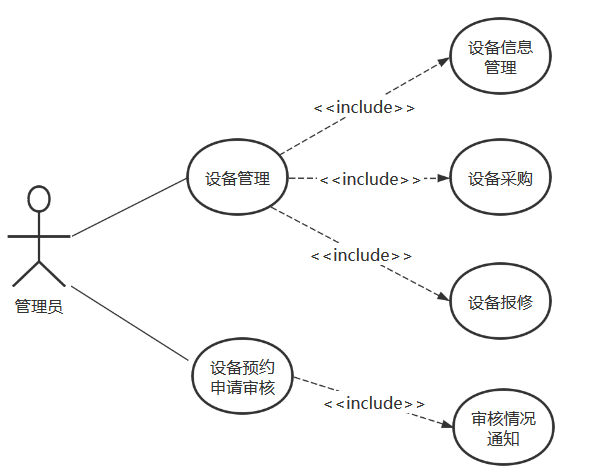 设备信息
管理
<<include>>
设备管理
<<include>>
设备采购
<<include>>
设备报修
管理员
设备预约
申请审核
<<include>>
审核情况
通知